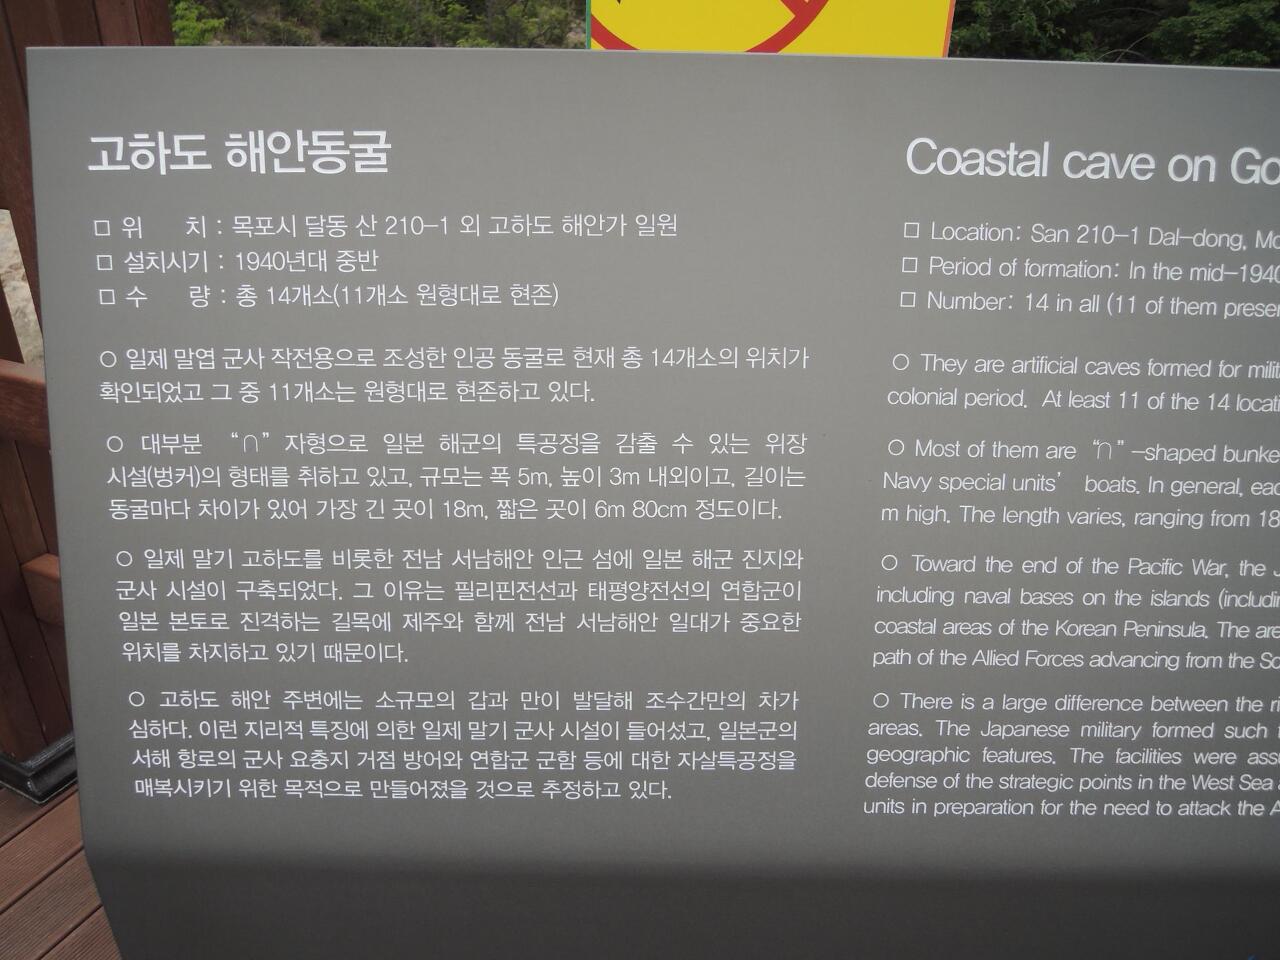 고하도 해안동굴
□ 위 치 : 목포시 달동 산 210-1 외 고하도 해안가 일원
□ 설치시기 : 1940년대 중반
□ 수 량 : 총 14개소(11개소 원형대로 현존)
○ 일제 말엽 군사 작전용으로 조성한 인공 동굴로 현재 총 14개소의 위치가
확인되었고 그 중 11개소는 원형대로 현존하고 있다.
○ 대부분 “∩” 자형으로 일본 해군의 특공정을 감출 수 있는 위장
시설(벙커)의 형태를 취하고 있고, 규모는 폭 5m, 높이 3m 내외이고, 길이는
동굴마다 차이가 있어 가장 긴 곳이 18m, 짧은 곳이 6m 80cm 정도이다.
○ 일제 말기 고하도를 비롯한 전남 서남해안 인근 섬에 일본 해군 진지와
군사 시설이 구축되었다. 그 이유는 필리핀전선과 태평양전선의 연합군이
일본 본토로 진격하는 길목에 제주와 함께 전남 서남해안 일대가 중요한
위치를 차지하고 있기 때문이다.
○ 고하도 해안 주변에는 소규모의 갑과 만이 발달해 조수간만의 차가
심하다. 이런 지리적 특징에 의한 일제 말기 군사 시설이 들어섰고, 일본군의
서해 항로의 군사 요충지 거점 방어와 연합군 군함 등에 대한 자살특공정을
매복시키기 위한 목적으로 만들어졌을 것으로 추정하고 있다.
Coastal cave on Go
□ Location: San 210-1 Dal-dong, Mo
□ Period of formation: In the mid-1940
□ Number: 14 in all (11 of them prese
○ They are artificial caves formed for milit
colonial period. At least 11 of the 14 locati
○ Most of them are “∩”-shaped bunke
Navy special units’ boats. In general, eac
m high. The length varies, ranging from 18
○ Toward the end of the Pacific War, the J
including naval bases on the islands (includi
coastal areas of the Korean Peninsula. The are
path of the Allied Forces advancing from the So
○ There is a large difference between the ri
areas. The Japanese military formed such
geographic features. The facilities were ass
defense of the strategic points in the West Sea
units in preparation for the need to attack the A